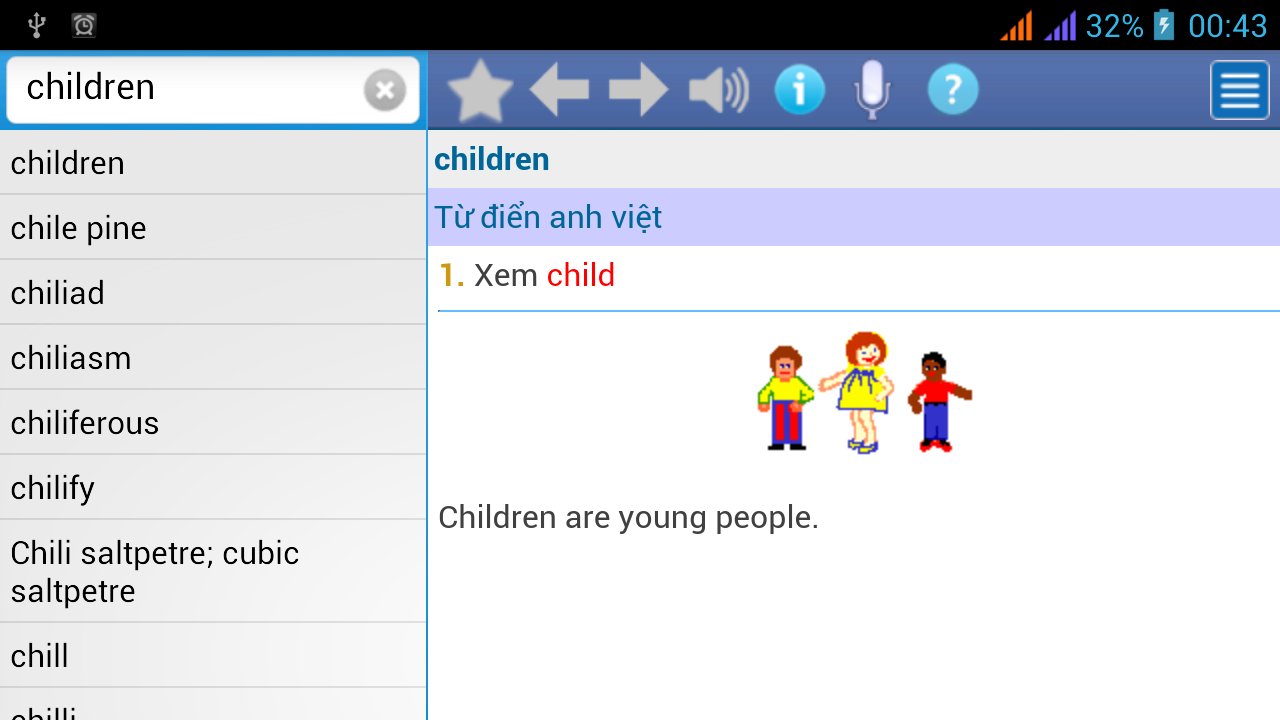 32% 00:43
children
children
chile pine
chiliad
chiliasm
chiliferous
chilify
Chili saltpetre; cubic
saltpetre
chill
chilli
children
Từ điển anh việt
1. Xem child
Children are young people.